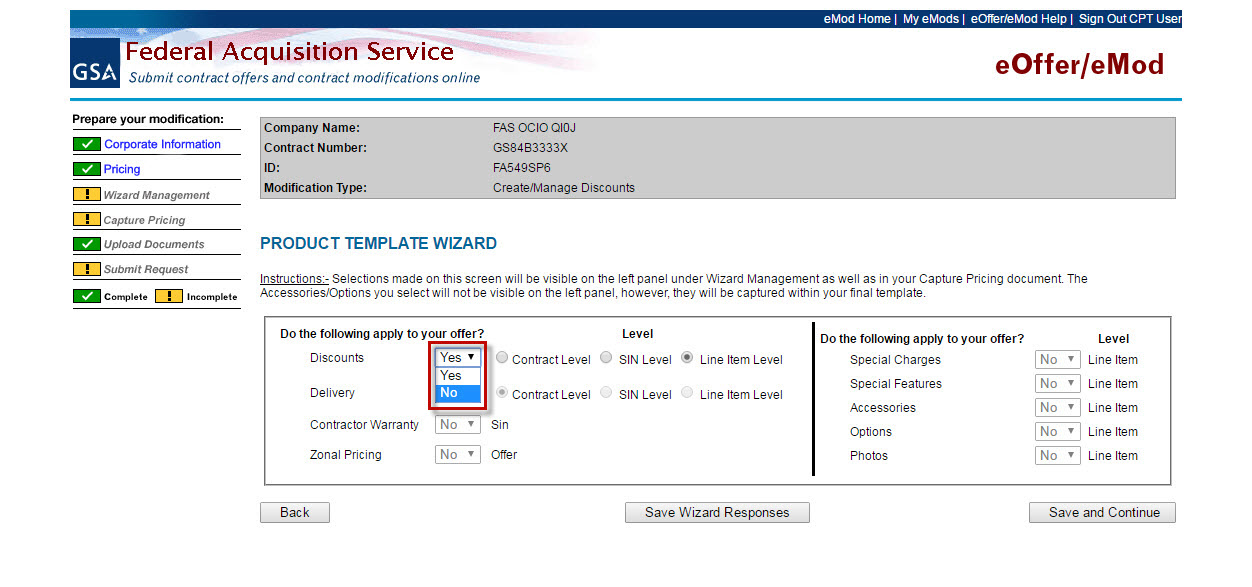 eMod Home | My eMods | eOffer/eMod Help | Sign Out CPT User
GSA
Federal Acquisition Service
Submit contract offers and contract modifications online
eOffer/eMod
Prepare your modification:
Corporate Information
Pricing
! Wizard Management
! Capture Pricing
Upload Documents
! Submit Request
Complete ! Incomplete
Company Name: FAS OCIO QI0J
Contract Number: GS84B3333X
ID: FA549SP6
Modification Type: Create/Manage Discounts
PRODUCT TEMPLATE WIZARD
Instructions:- Selections made on this screen will be visible on the left panel under Wizard Management as well as in your Capture Pricing document. The
Accessories/Options you select will not be visible on the left panel, however, they will be captured within your final template.
Do the following apply to your offer? Level
Discounts Yes Contract Level SIN Level Line Item Level
Yes
No
Delivery Contract Level SIN Level Line Item Level
Contractor Warranty No Sin
Zonal Pricing No Offer
Do the following apply to your offer? Level
Special Charges No Line Item
Special Features No Line Item
Accessories No Line Item
Options No Line Item
Photos No Line Item
Back Save Wizard Responses Save and Continue